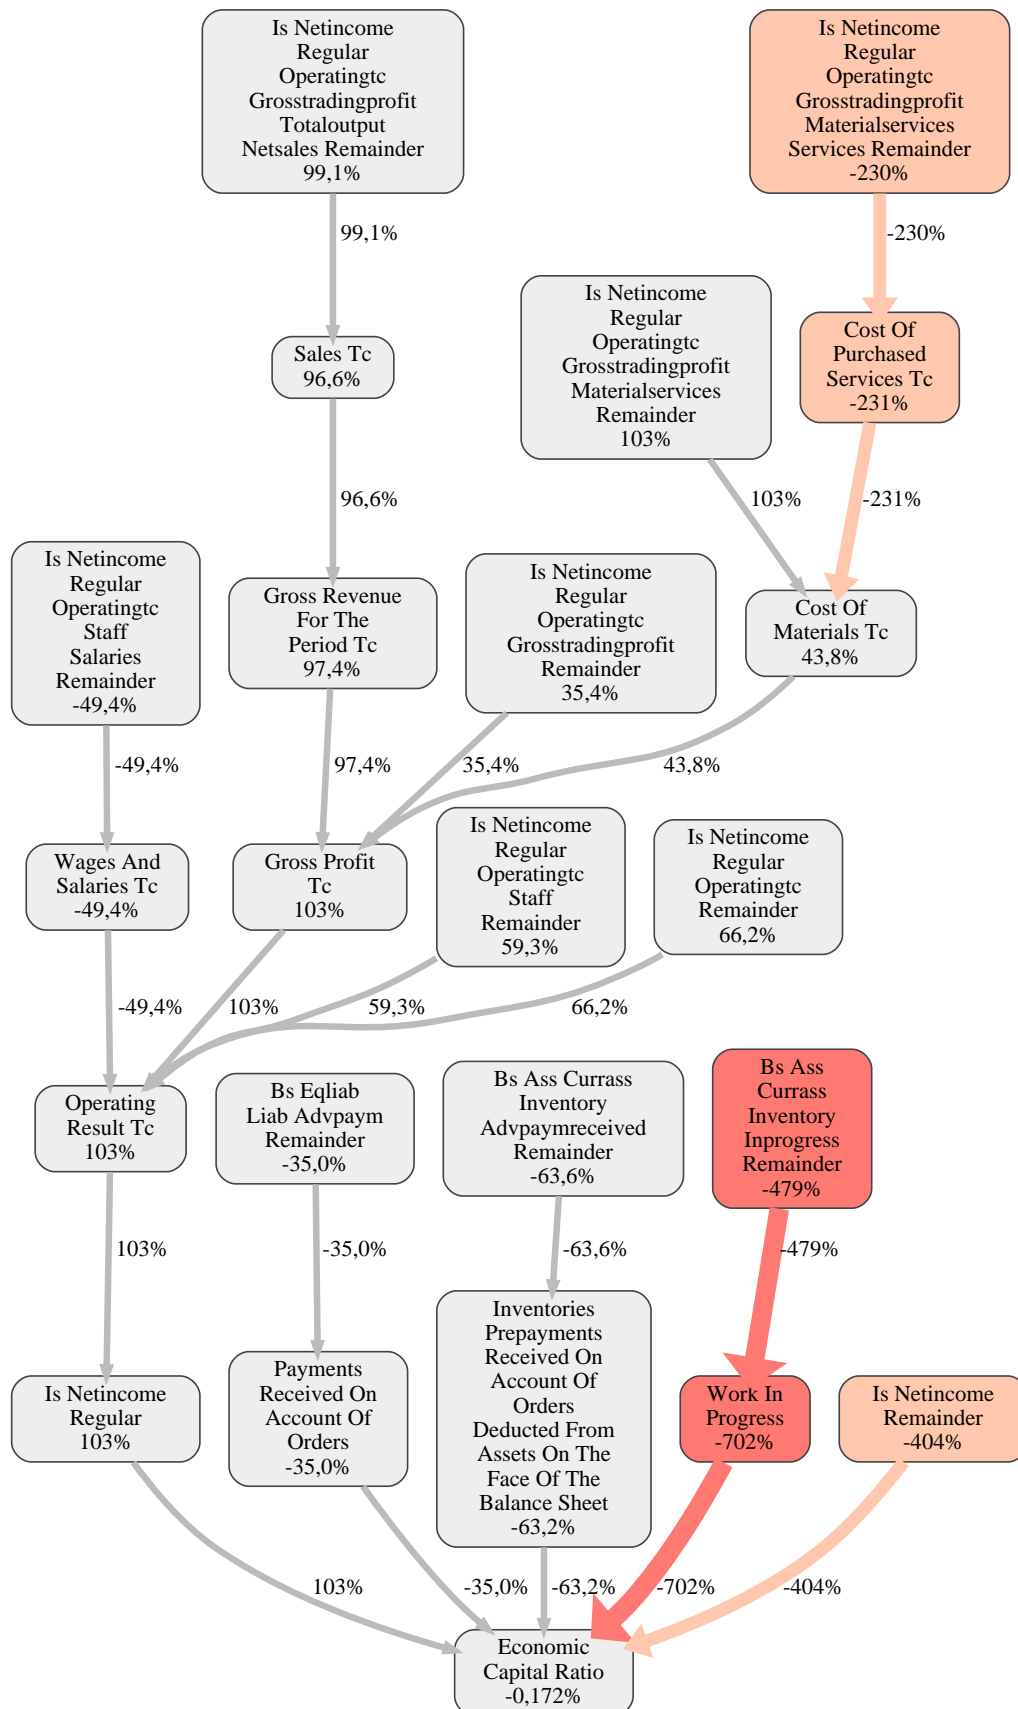 Is Netincome
Regular
Operatingtc
Grosstradingprofit
Totaloutput
Netsales Remainder
99,1%
Is Netincome
Regular
Operatingtc
Grosstradingprofit
Materialservices
Services Remainder
-230%
99,1%
-230%
Is Netincome
Regular
Operatingtc
Grosstradingprofit
Materialservices
Remainder
103%
Sales Tc
96,6%
Cost Of
Purchased
Services Tc
-231%
96,6%
103%
-231%
Is Netincome
Regular
Operatingtc
Staff
Salaries
Remainder
-49,4%
Gross Revenue
For The
Period Tc
97,4%
Is Netincome
Regular
Operatingtc
Grosstradingprofit
Remainder
35,4%
Cost Of
Materials Tc
43,8%
-49,4%
97,4%
35,4%
43,8%
Wages And
Salaries Tc
-49,4%
Gross Profit
Tc
103%
Is Netincome
Regular
Operatingtc
Staff
Remainder
59,3%
Is Netincome
Regular
Operatingtc
Remainder
66,2%
-49,4%
103%
59,3%
66,2%
Operating
Result Tc
103%
Bs Eqliab
Liab Advpaym
Remainder
-35,0%
Bs Ass Currass
Inventory
Advpaymreceived
Remainder
-63,6%
Bs Ass
Currass
Inventory
Inprogress
Remainder
-479%
103%
-35,0%
-63,6%
-479%
Is Netincome
Regular
103%
Payments
Received On
Account Of
Orders
-35,0%
Inventories
Prepayments
Received On
Account Of
Orders
Deducted From
Assets On The
Face Of The
Balance Sheet
-63,2%
Work In
Progress
-702%
Is Netincome
Remainder
-404%
103%
-35,0%
-63,2%
-702%
-404%
Economic
Capital Ratio
-0,172%